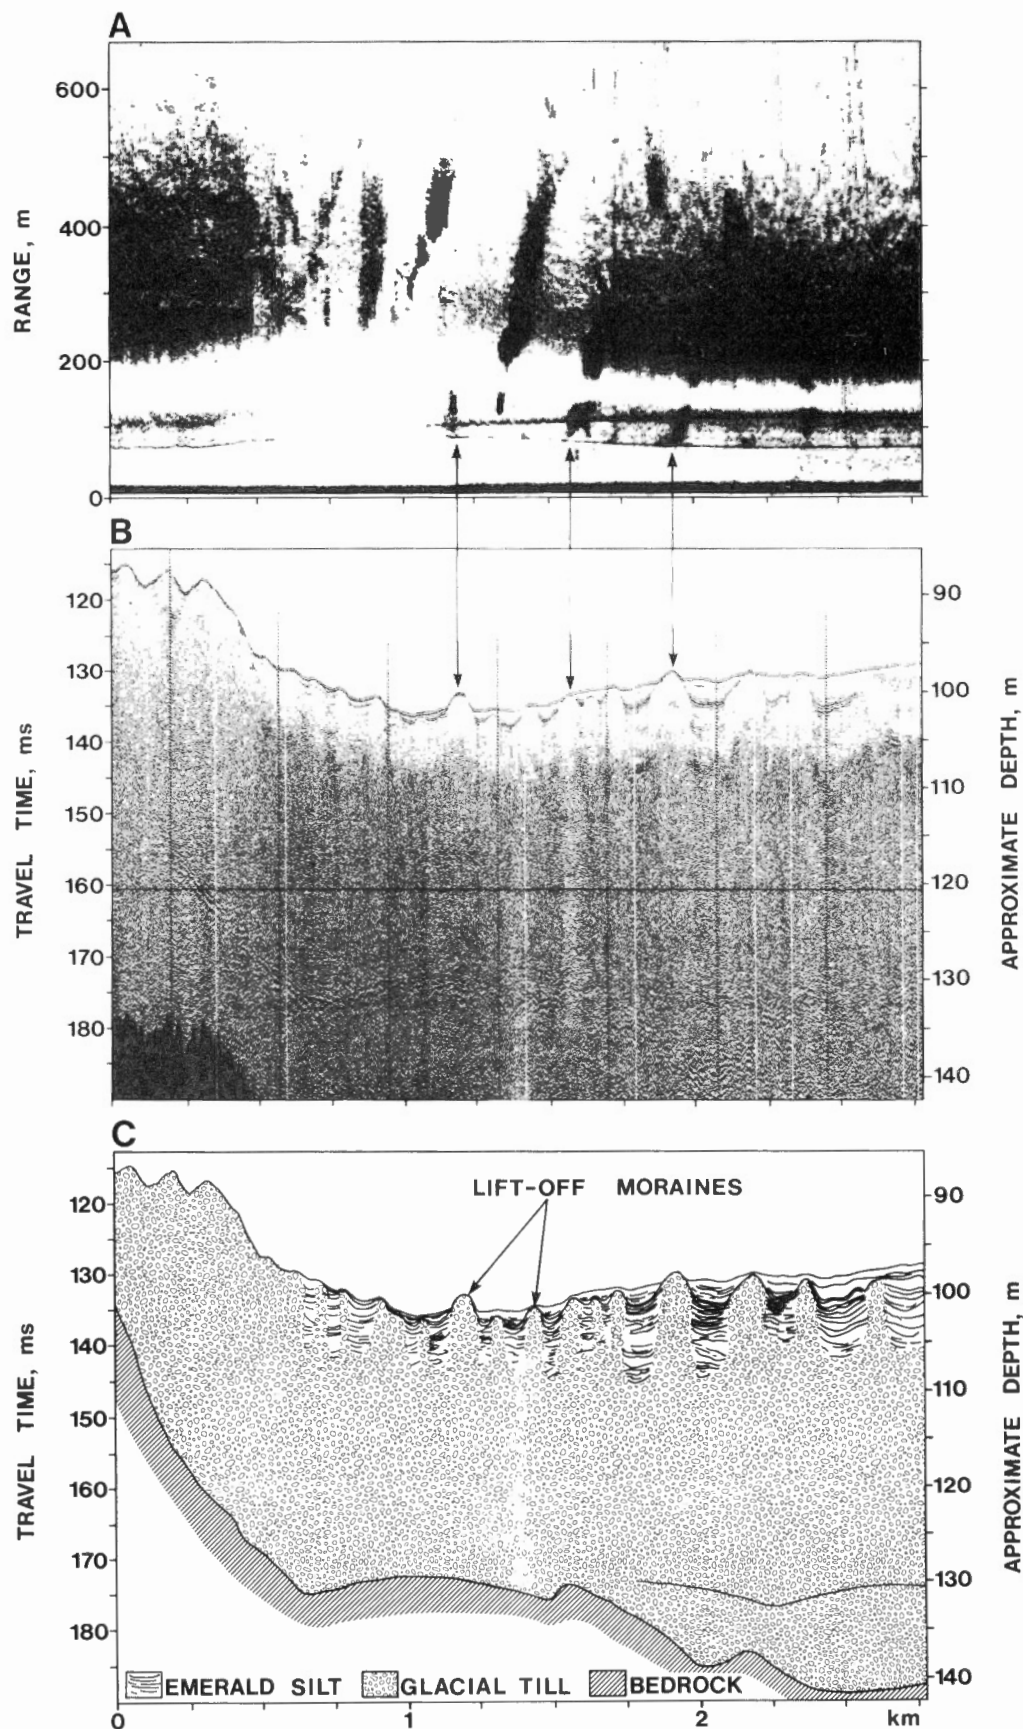 A
600
400
200
0
RANGE, m
B
120
130
140
150
160
170
180
TRAVEL TIME, ms
90
100
110
120
130
140
APPROXIMATE DEPTH, m
C
LIFT-OFF MORAINES
120
130
140
150
160
170
180
TRAVEL TIME, ms
90
100
110
120
130
140
APPROXIMATE DEPTH, m
EMERALD SILT GLACIAL TILL BEDROCK
0 1 2 km